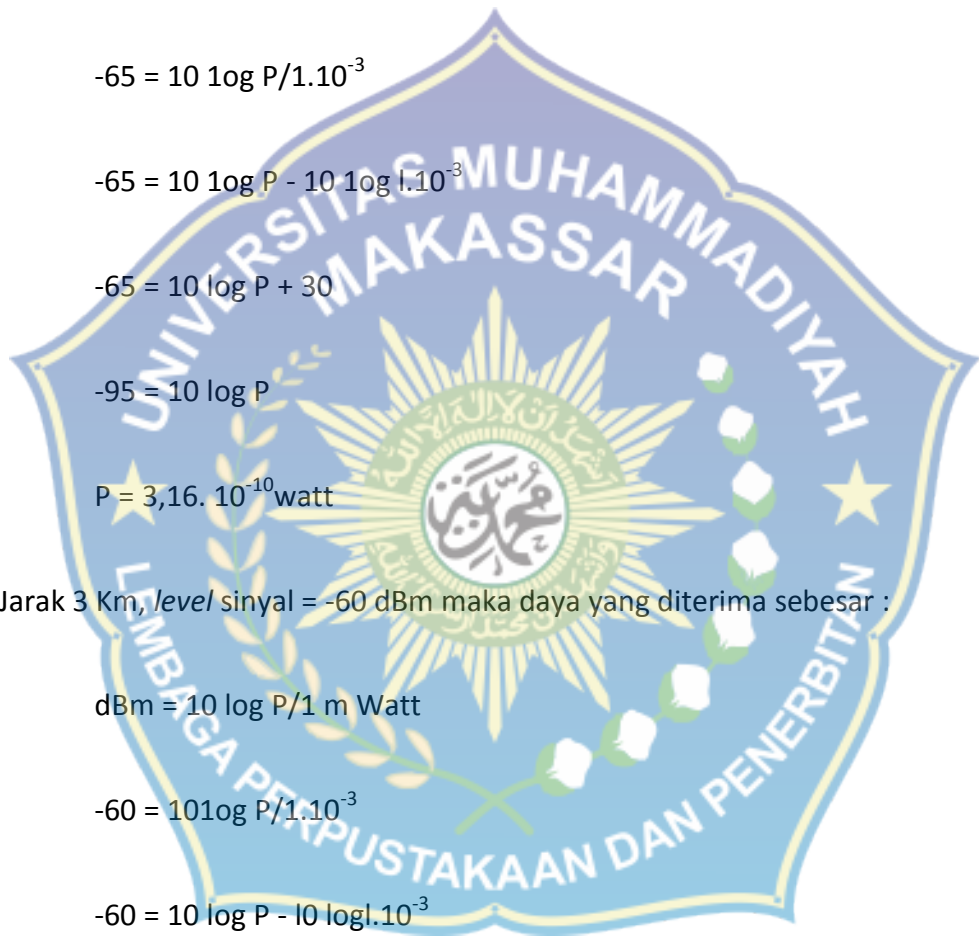 -65 = 10 1og P/1.10-3
-65 = 10 1og P - 10 1og l.10-3
-65 = 10 log P + 30
-95 = 10 log P
P = 3,16. 10-10watt
Jarak 3 Km, level sinyal = -60 dBm maka daya yang diterima sebesar :
dBm = 10 log P/1 m Watt
-60 = 101og P/1.10-3
-60 = 10 log P - l0 logl.10-3
UNIVERSITAS MUHAMMADIYAH
MAKASSAR
LEMBAGA PERPUSTAKAAN DAN PENERBITAN